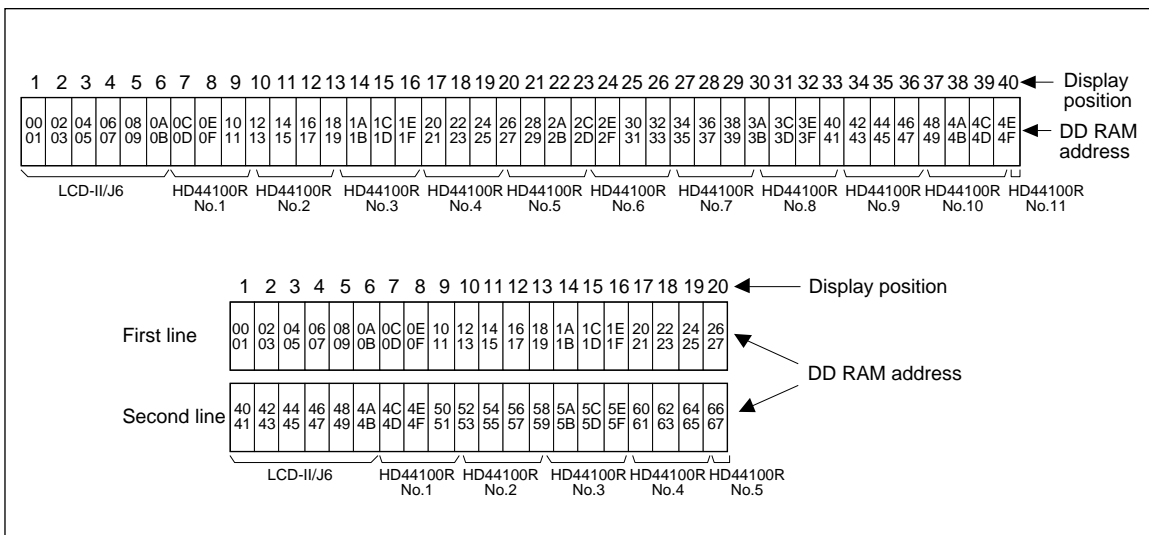 1 2 3 4 5 6 7 8 9 10 11 12 13 14 15 16 17 18 19 20 21 22 23 24 25 26 27 28 29 30 31 32 33 34 35 36 37 38 39 40 Display position
00 02 04 06 08 0A 0C 0E 10 12 14 16 18 1A 1C 1E 20 22 24 26 28 2A 2C 2E 30 32 34 36 38 3A 3C 3E 40 42 44 46 48 4A 4C 4E DD RAM address
01 03 05 07 09 0B 0D 0F 11 13 15 17 19 1B 1D 1F 21 23 25 27 29 2B 2D 2F 31 33 35 37 39 3B 3D 3F 41 43 45 47 49 4B 4D 4F
LCD-II/J6 HD44100R HD44100R HD44100R HD44100R HD44100R HD44100R HD44100R HD44100R HD44100R HD44100R HD44100R
No.1 No.2 No.3 No.4 No.5 No.6 No.7 No.8 No.9 No.10 No.11
1 2 3 4 5 6 7 8 9 10 11 12 13 14 15 16 17 18 19 20 Display position
First line
00 02 04 06 08 0A 0C 0E 10 12 14 16 18 1A 1C 1E 20 22 24 26
01 03 05 07 09 0B 0D 0F 11 13 15 17 19 1B 1D 1F 21 23 25 27
DD RAM address
Second line
40 42 44 46 48 4A 4C 4E 50 52 54 56 58 5A 5C 5E 60 62 64 66
41 43 45 47 49 4B 4D 4F 51 53 55 57 59 5B 5D 5F 61 63 65 67
LCD-II/J6 HD44100R HD44100R HD44100R HD44100R HD44100R
No.1 No.2 No.3 No.4 No.5